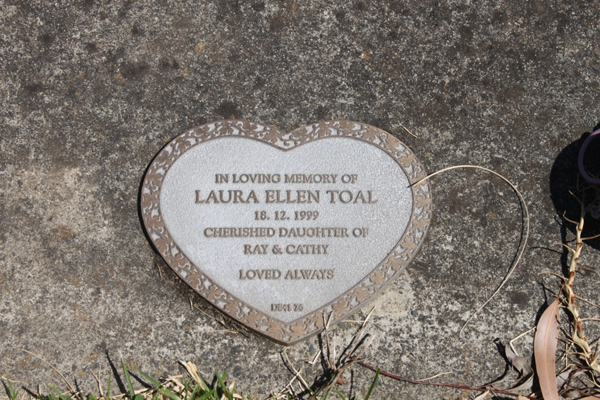 IN LOVING MEMORY OF
LAURA ELLEN TOAL
18. 12. 1999
CHERISHED DAUGHTER OF
RAY & CATHY
LOVED ALWAYS